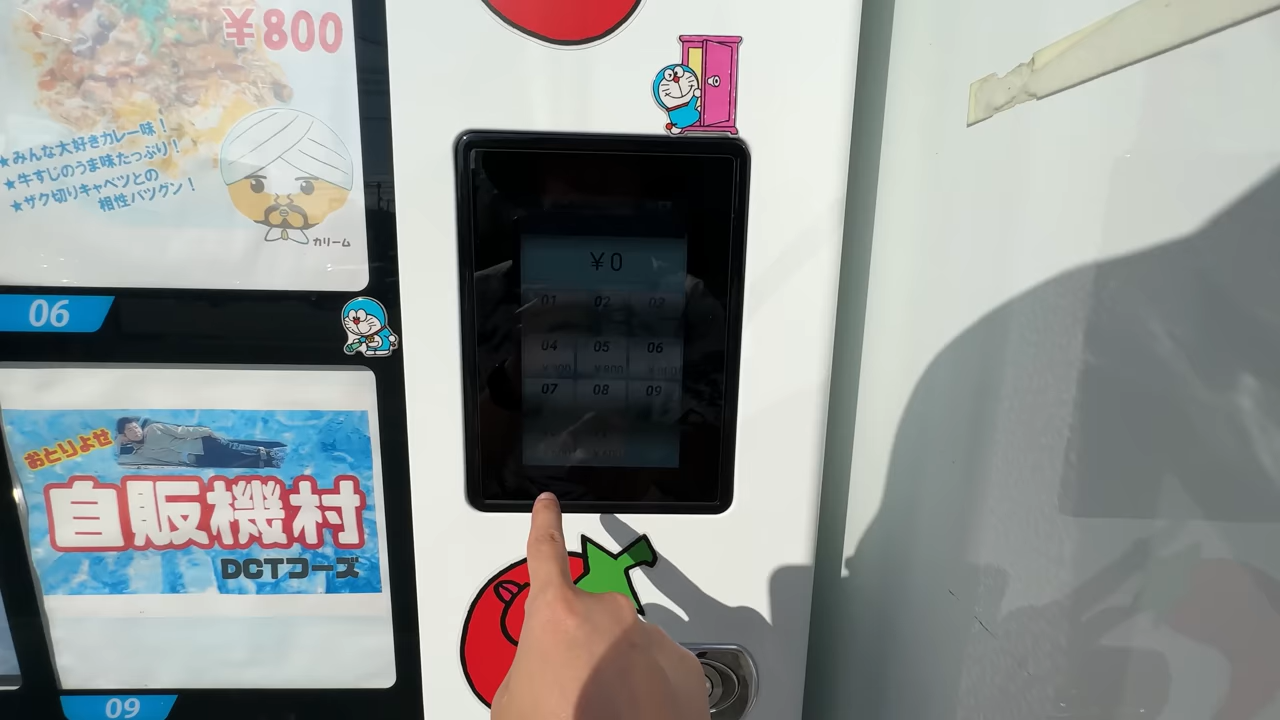 ￥800
★みんな大好きカレー味！
★牛すじのうま味たっぷり！
★ザク切りキャベツとの
相性バツグン！
カリーム
06
おとりよせ
自販機村
DCTフーズ
09
￥0
01 02 03
04 05 06
￥800
07 08 09